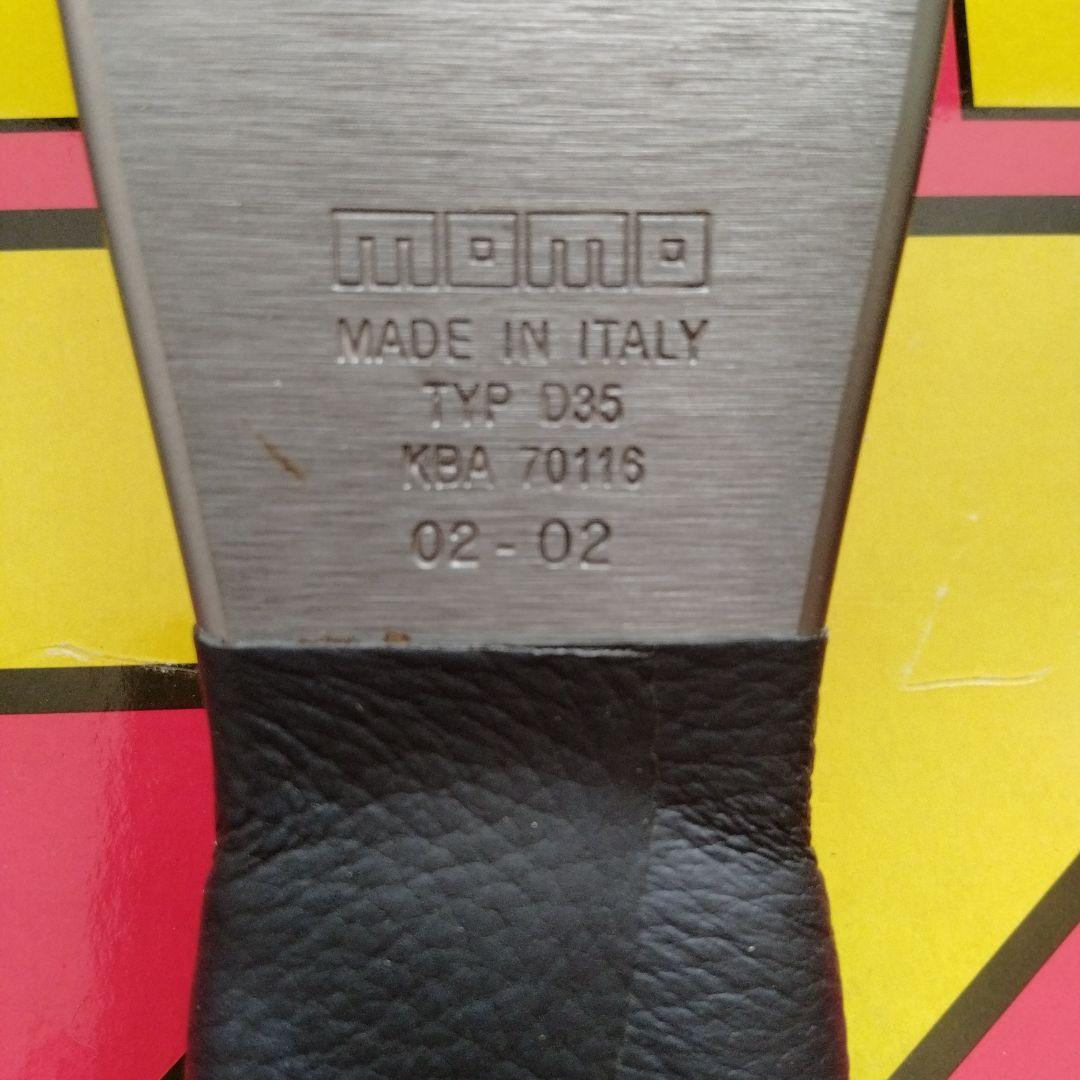 momo
MADE IN ITALY
TYP D35
KBA 70116
02-02